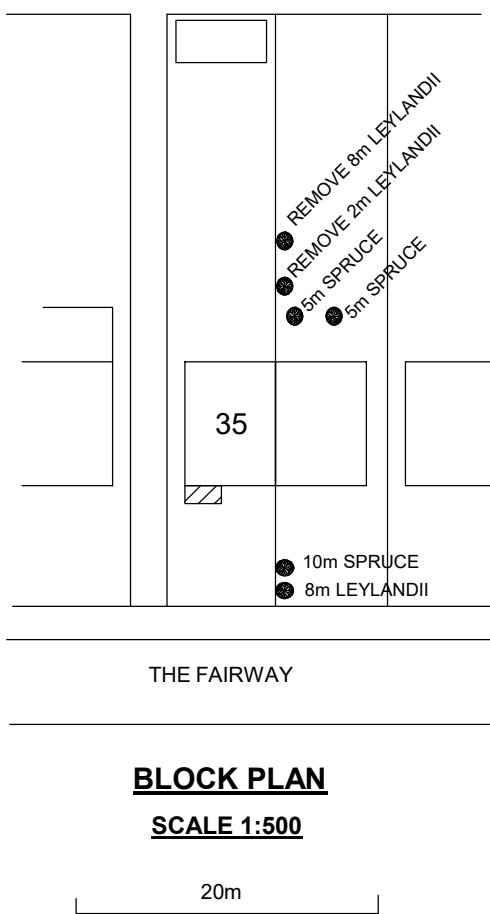 REMOVE 8m LEYLANDII
REMOVE 2m LEYLANDII
5m SPRUCE
5m SPRUCE
35
10m SPRUCE
8m LEYLANDII
THE FAIRWAY
BLOCK PLAN
SCALE 1:500
20m